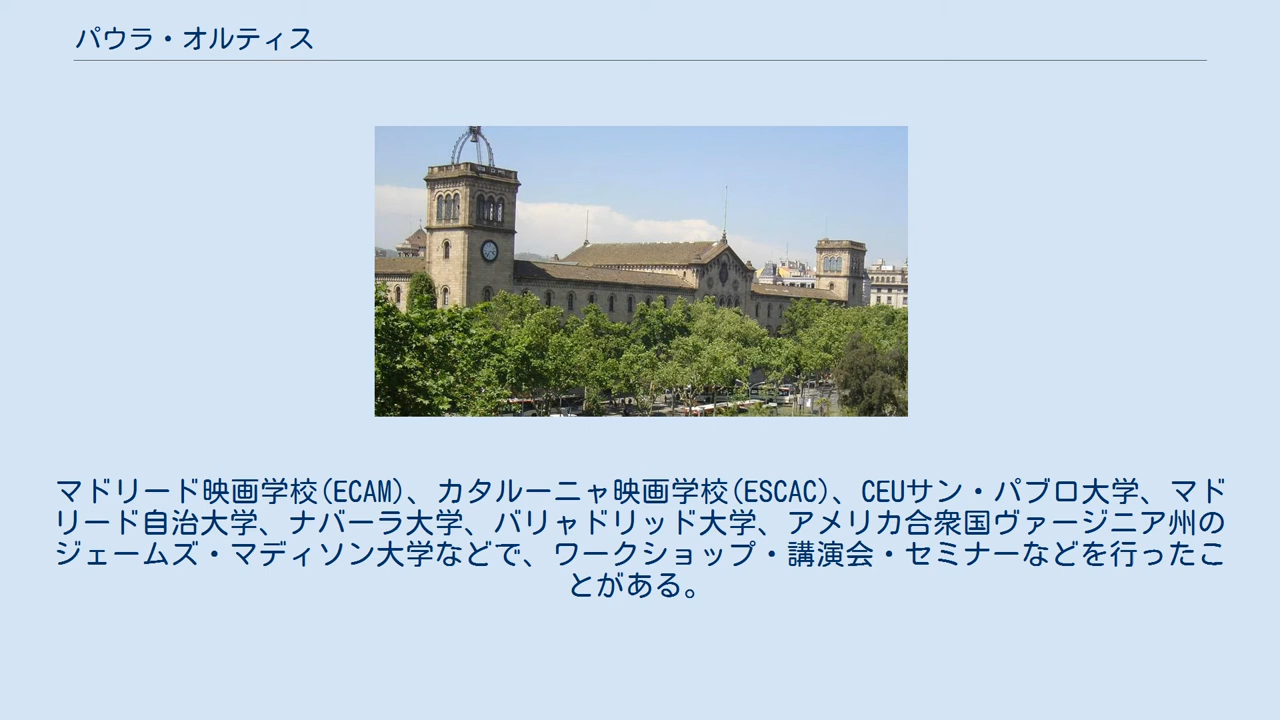 パウラ・オルティス
マドリード映画学校(ECAM)、カタルーニャ映画学校(ESCAC)、CEUサン・パブロ大学、マド
リード自治大学、ナバーラ大学、バリャドリッド大学、アメリカ合衆国ヴァージニア州の
ジェームズ・マディソン大学などで、ワークショップ・講演会・セミナーなどを行ったこ
とがある。